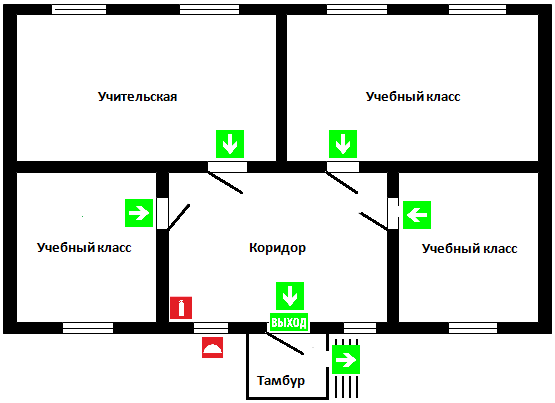 Учительская
Учебный класс
Учебный класс
Коридор
Учебный класс
ВЫХОД
Тамбур